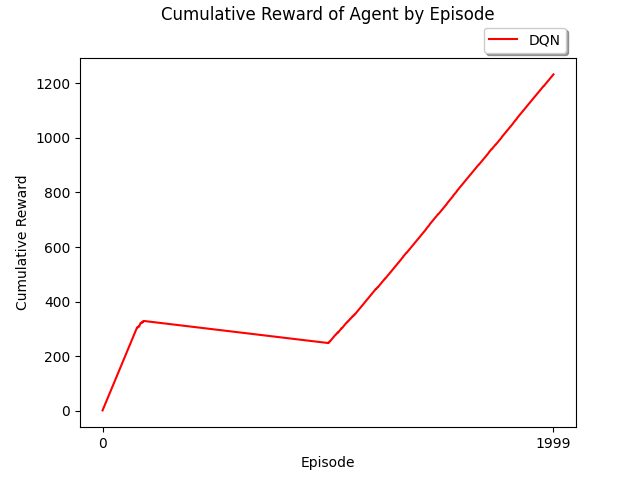 Cumulative Reward of Agent by Episode
DQN
1200
1000
800
600
400
200
0
Cumulative Reward
0
1999
Episode